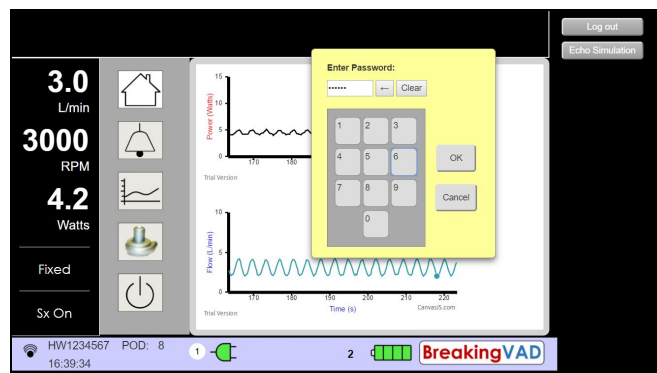 Log out
Echo Simulation
3.0
L/min
3000
RPM
4.2
Watts
Fixed
Sx On
Power (Watts)
15
10
5
0
170
180
Trial Version
Flow (L/min)
10
5
0
170
180
190
200
210
220
Time (s)
Trial Version
CanvasJS.com
Enter Password:
••••••
← Clear
1 2 3
4 5 6
7 8 9
0
OK
Cancel
HW1234567 POD: 8
16:39:34
1
2
BreakingVAD